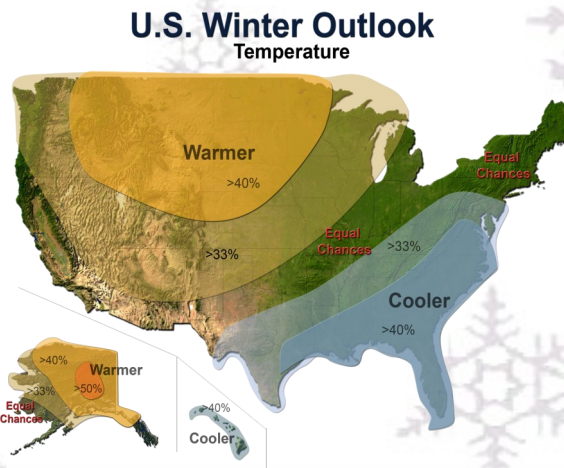 U.S. Winter Outlook
Temperature
Warmer
>40%
Equal
Chances
Equal
Chances
>33%
>33%
Cooler
>40%
>40%
Warmer
>33%
>50%
Equal
Chances
>40%
Cooler